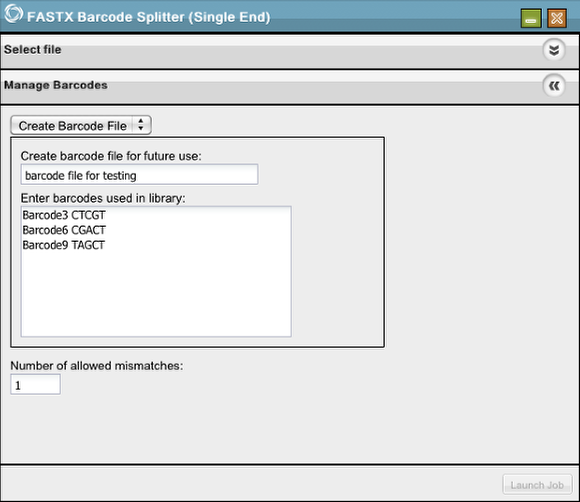 FASTX Barcode Splitter (Single End)
Select file
Manage Barcodes
Create Barcode File
Create barcode file for future use:
barcode file for testing
Enter barcodes used in library:
Barcode3 CTCGT
Barcode6 CGACT
Barcode9 TAGCT
Number of allowed mismatches:
1
Launch Job